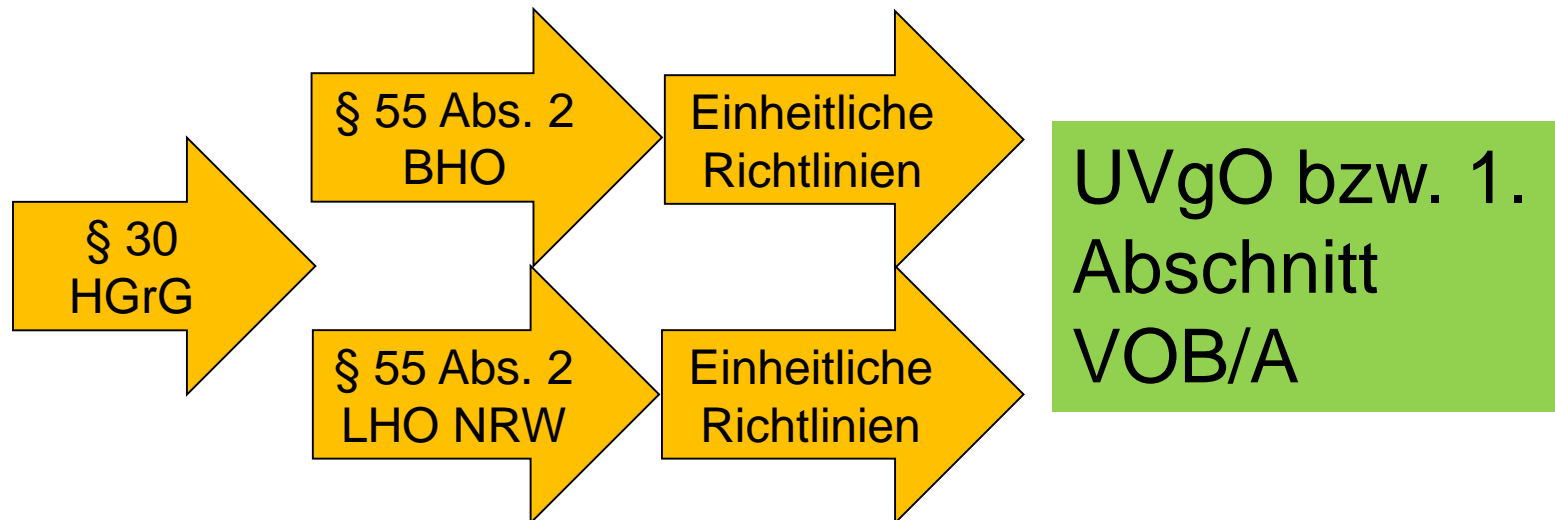 § 30
HGrG
§ 55 Abs. 2
BHO
Einheitliche
Richtlinien
§ 55 Abs. 2
LHO NRW
Einheitliche
Richtlinien
UVgO bzw. 1.
Abschnitt
VOB/A